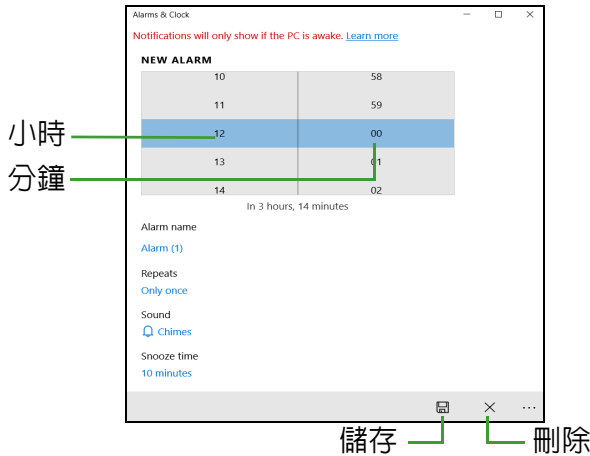 Alarms & Clock
Notifications will only show if the PC is awake. Learn more
NEW ALARM
10 58
11 59
小時
12 00
分鐘
13 01
14 02
In 3 hours, 14 minutes
Alarm name
Alarm (1)
Repeats
Only once
Sound
Chimes
Snooze time
10 minutes
儲存
刪除